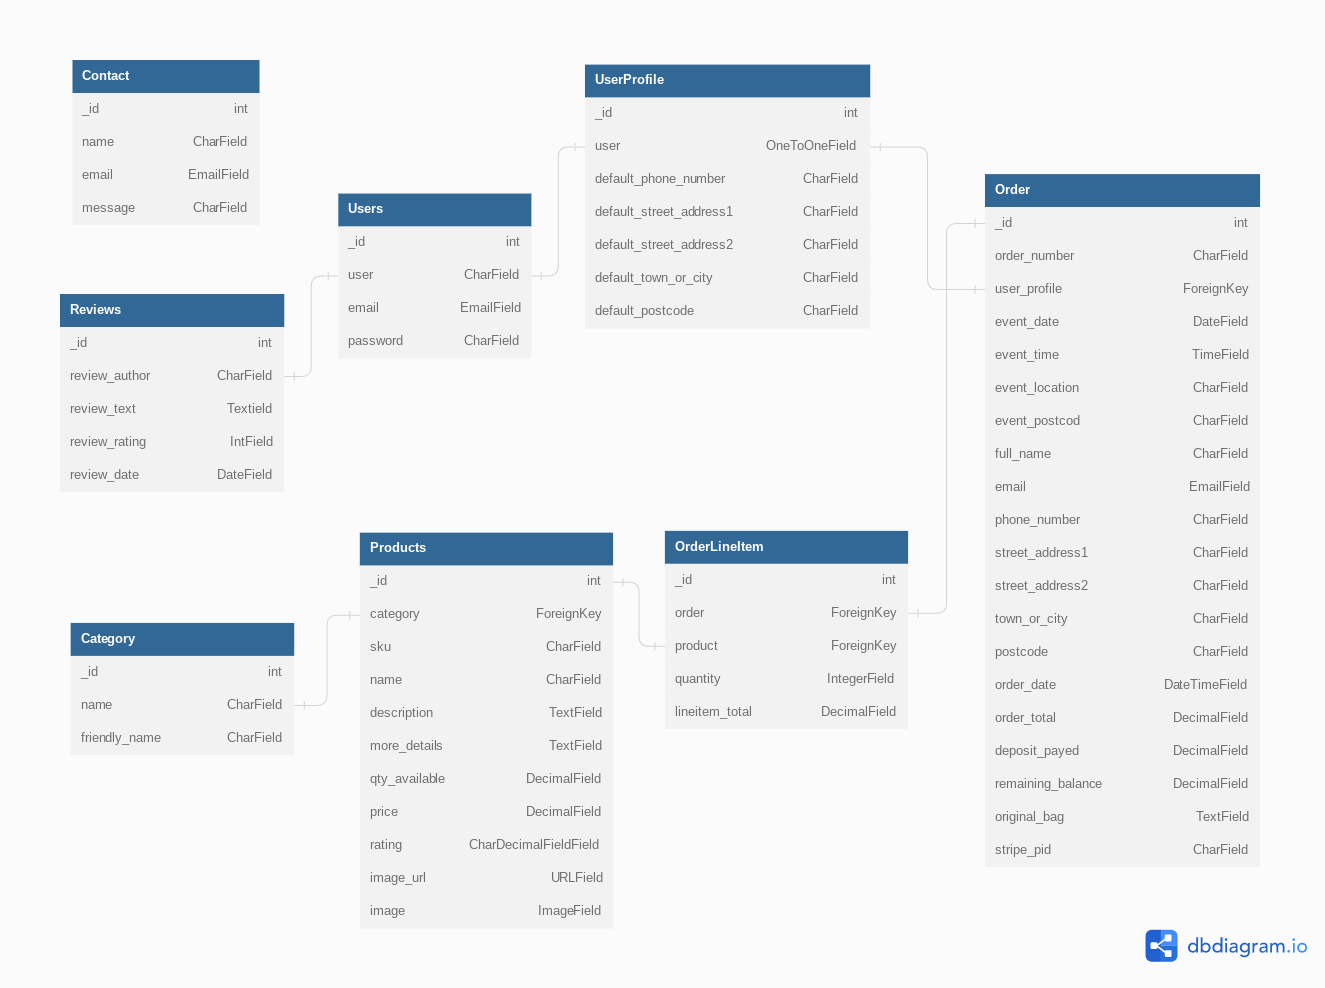 Contact
_id int
name CharField
email EmailField
message CharField
UserProfile
_id int
user OneToOneField
default_phone_number CharField
default_street_address1 CharField
default_street_address2 CharField
default_town_or_city CharField
default_postcode CharField
Users
_id int
user CharField
email EmailField
password CharField
Order
_id int
order_number CharField
user_profile ForeignKey
event_date DateField
event_time TimeField
event_location CharField
event_postcod CharField
full_name CharField
email EmailField
phone_number CharField
street_address1 CharField
street_address2 CharField
town_or_city CharField
postcode CharField
order_date DateTimeField
order_total DecimalField
deposit_payed DecimalField
remaining_balance DecimalField
original_bag TextField
stripe_pid CharField
Reviews
_id int
review_author CharField
review_text Textield
review_rating IntField
review_date DateField
Products
_id int
category ForeignKey
sku CharField
name CharField
description TextField
more_details TextField
qty_available DecimalField
price DecimalField
rating CharDecimalFieldField
image_url URLField
image ImageField
OrderLineItem
_id int
order ForeignKey
product ForeignKey
quantity IntegerField
lineitem_total DecimalField
Category
_id int
name CharField
friendly_name CharField
dbdiagram.io